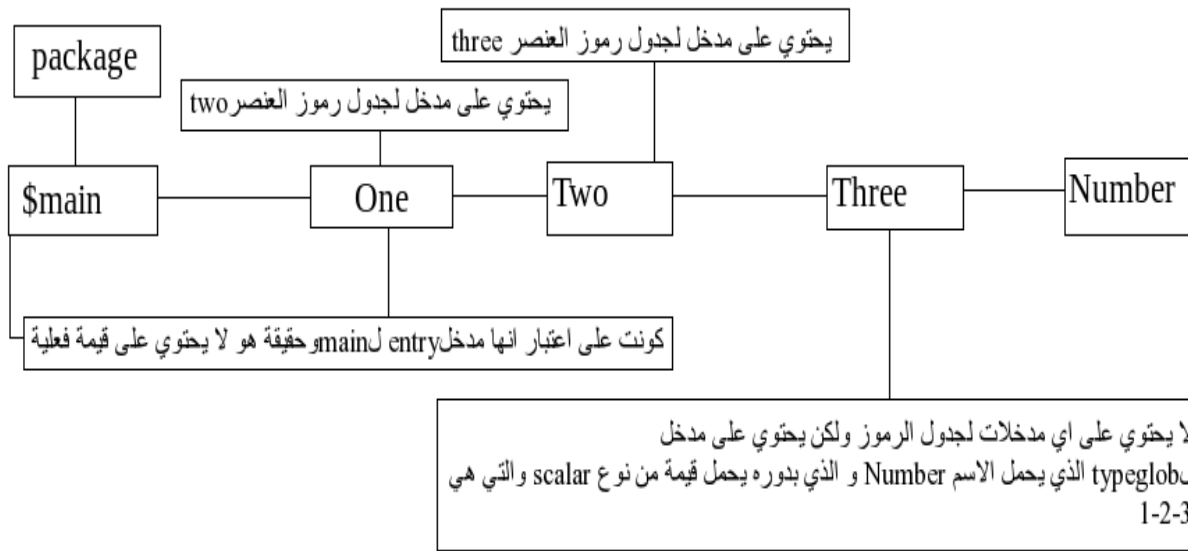 يحتوي على مدخل لجدول رموز العنصر three
package
يحتوي على مدخل لجدول رموز العنصرtwo
$main
One
Two
Three
Number
كونت على اعتبار انها مدخلentry لmainوحقيقة هو لا يحتوي على قيمة فعلية
لا يحتوي على اي مدخلات لجدول الرموز ولكن يحتوي على مدخل
لtypeglob الذي يحمل الاسم Number و الذي بدوره يحمل قيمة من نوع scalar والتي هي
1-2-3